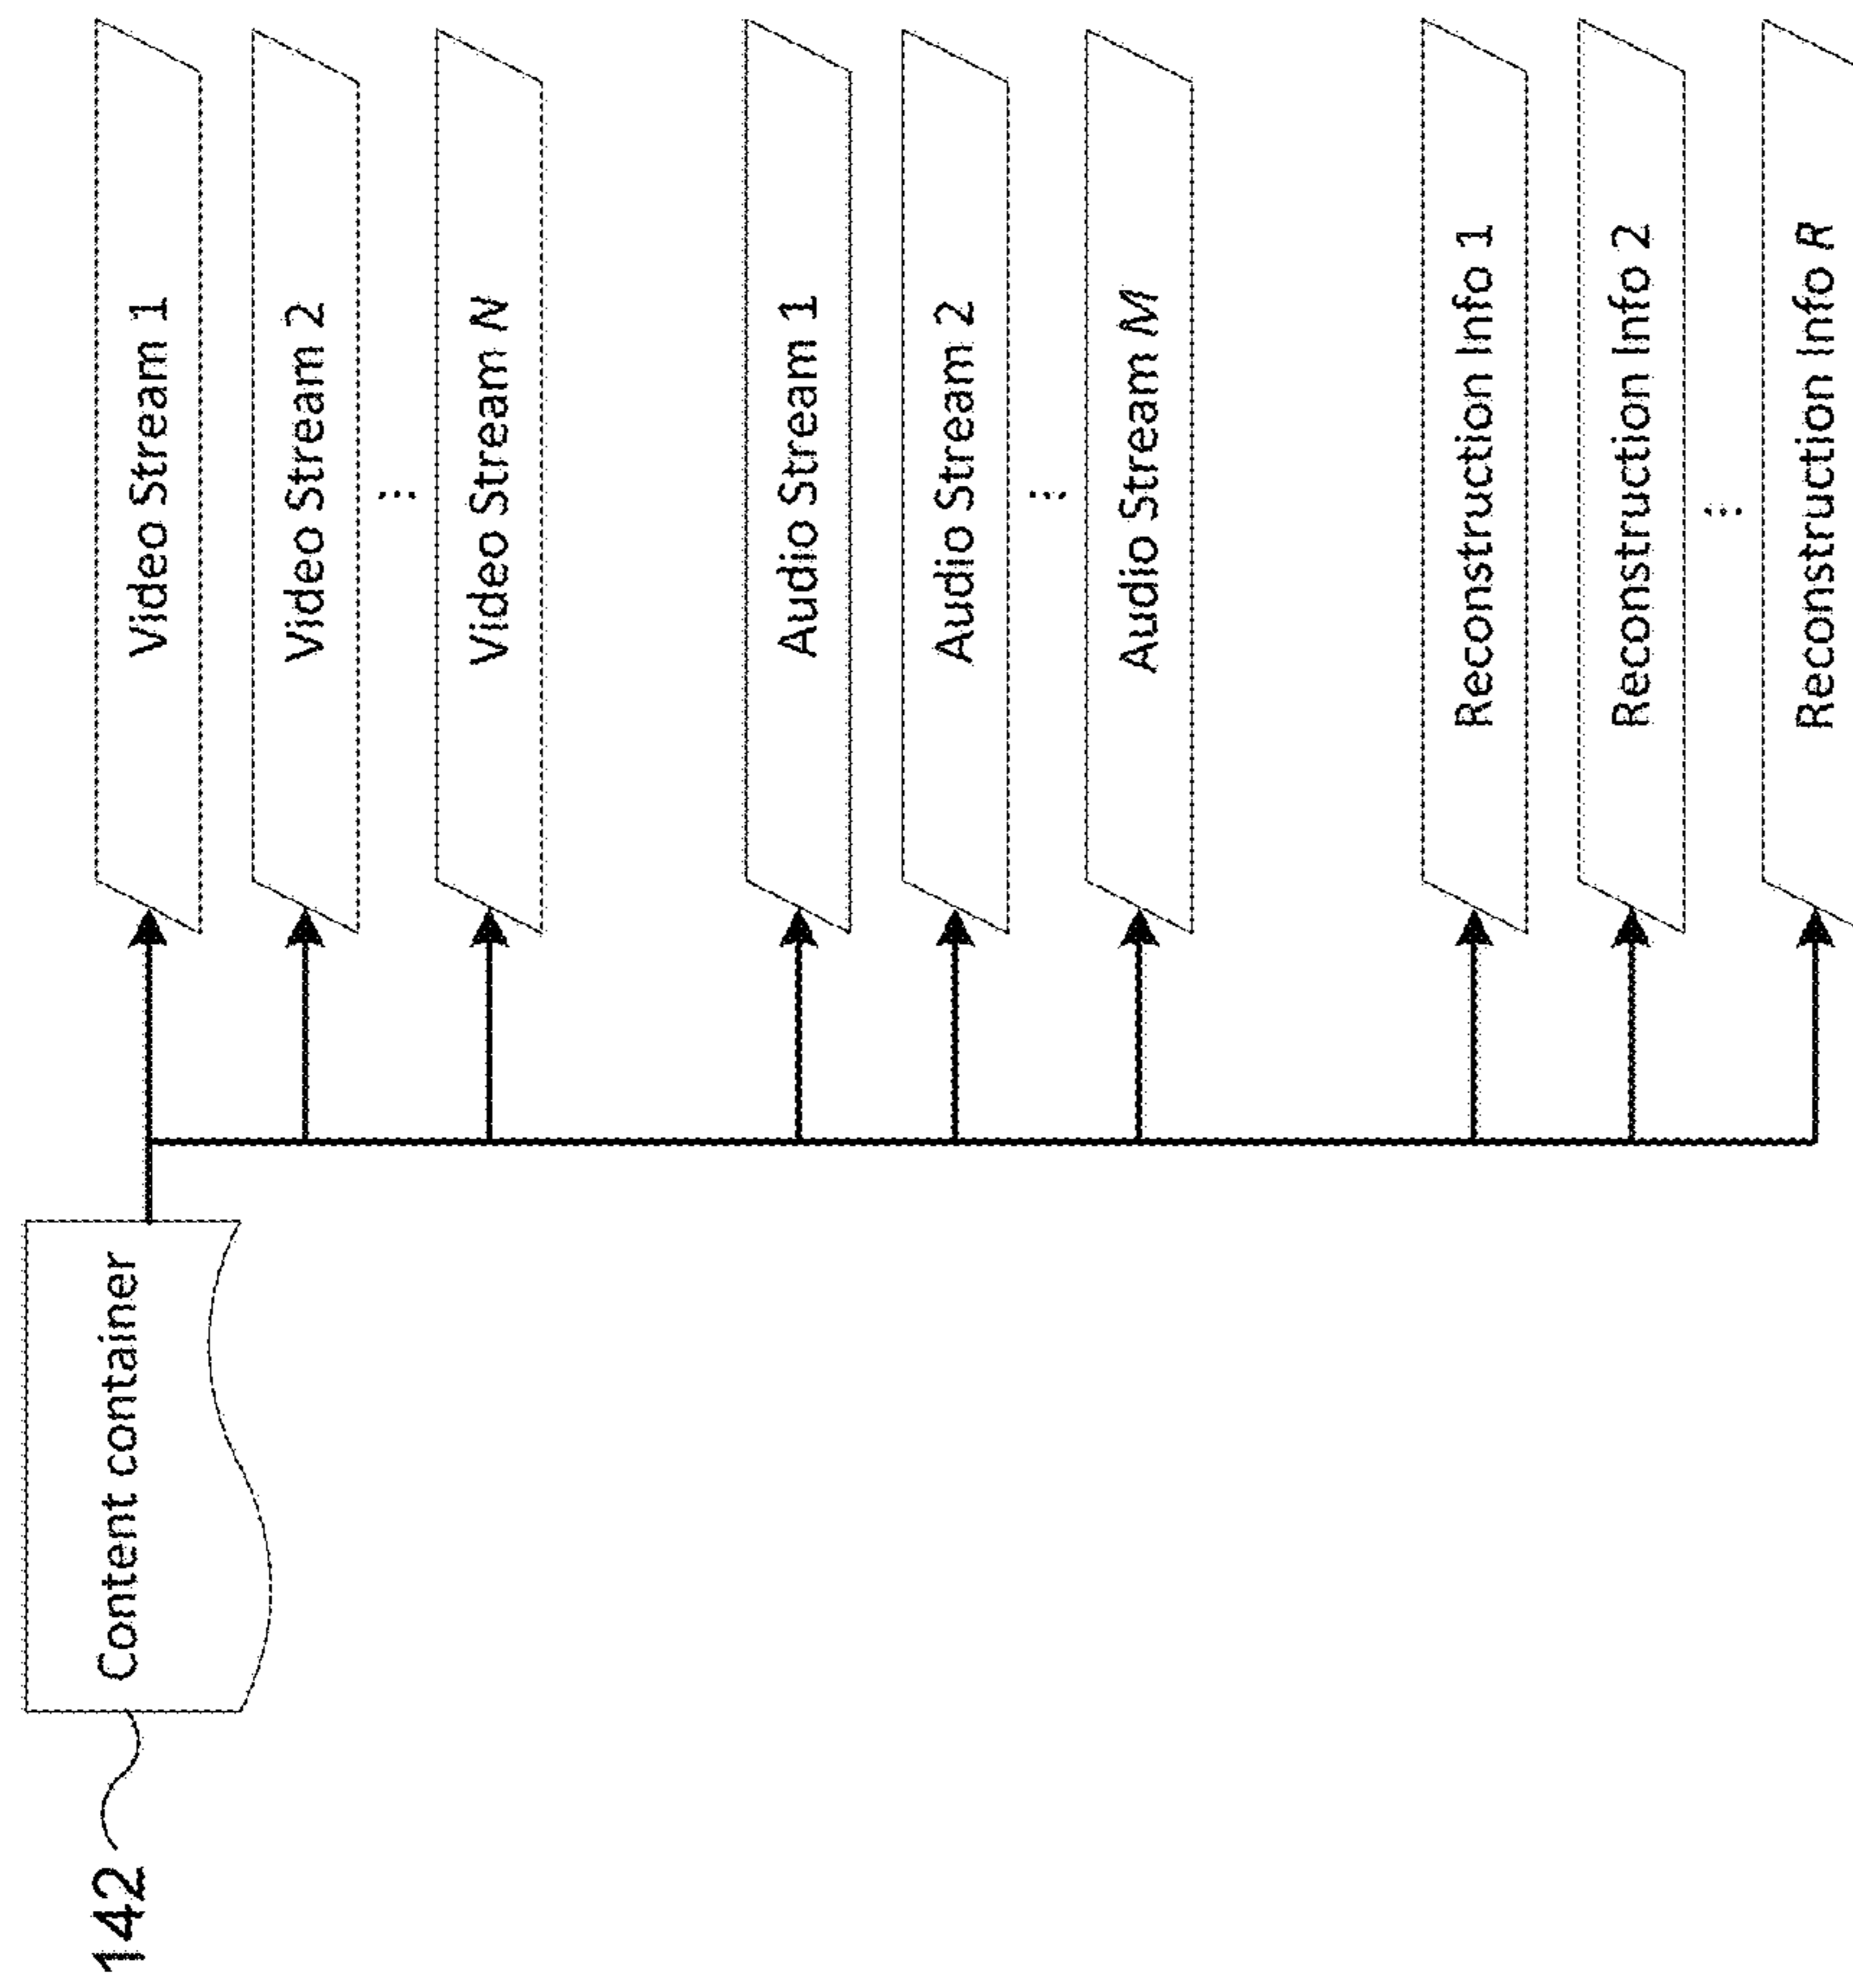 142
Content container
Video Stream 1
Video Stream 2
...
Video Stream N
Audio Stream 1
Audio Stream 2
...
Audio Stream M
Reconstruction Info 1
Reconstruction Info 2
...
Reconstruction Info R